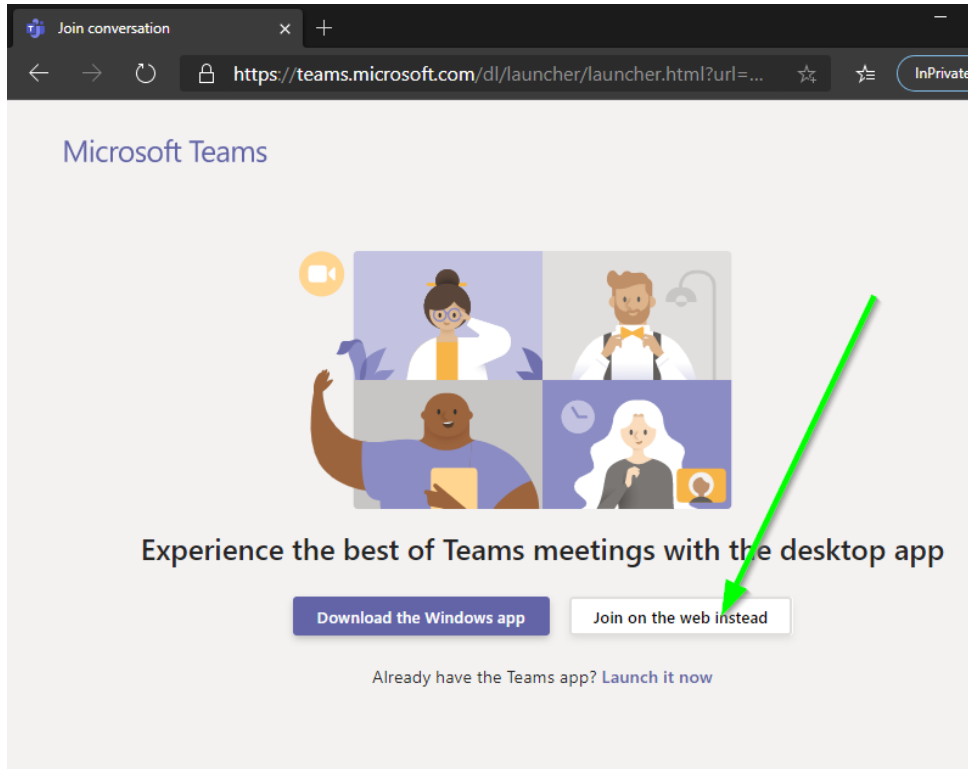 Join conversation
https://teams.microsoft.com/dl/launcher/launcher.html?url=...
InPrivate
Microsoft Teams
Experience the best of Teams meetings with the desktop app
Download the Windows app
Join on the web instead
Already have the Teams app? Launch it now